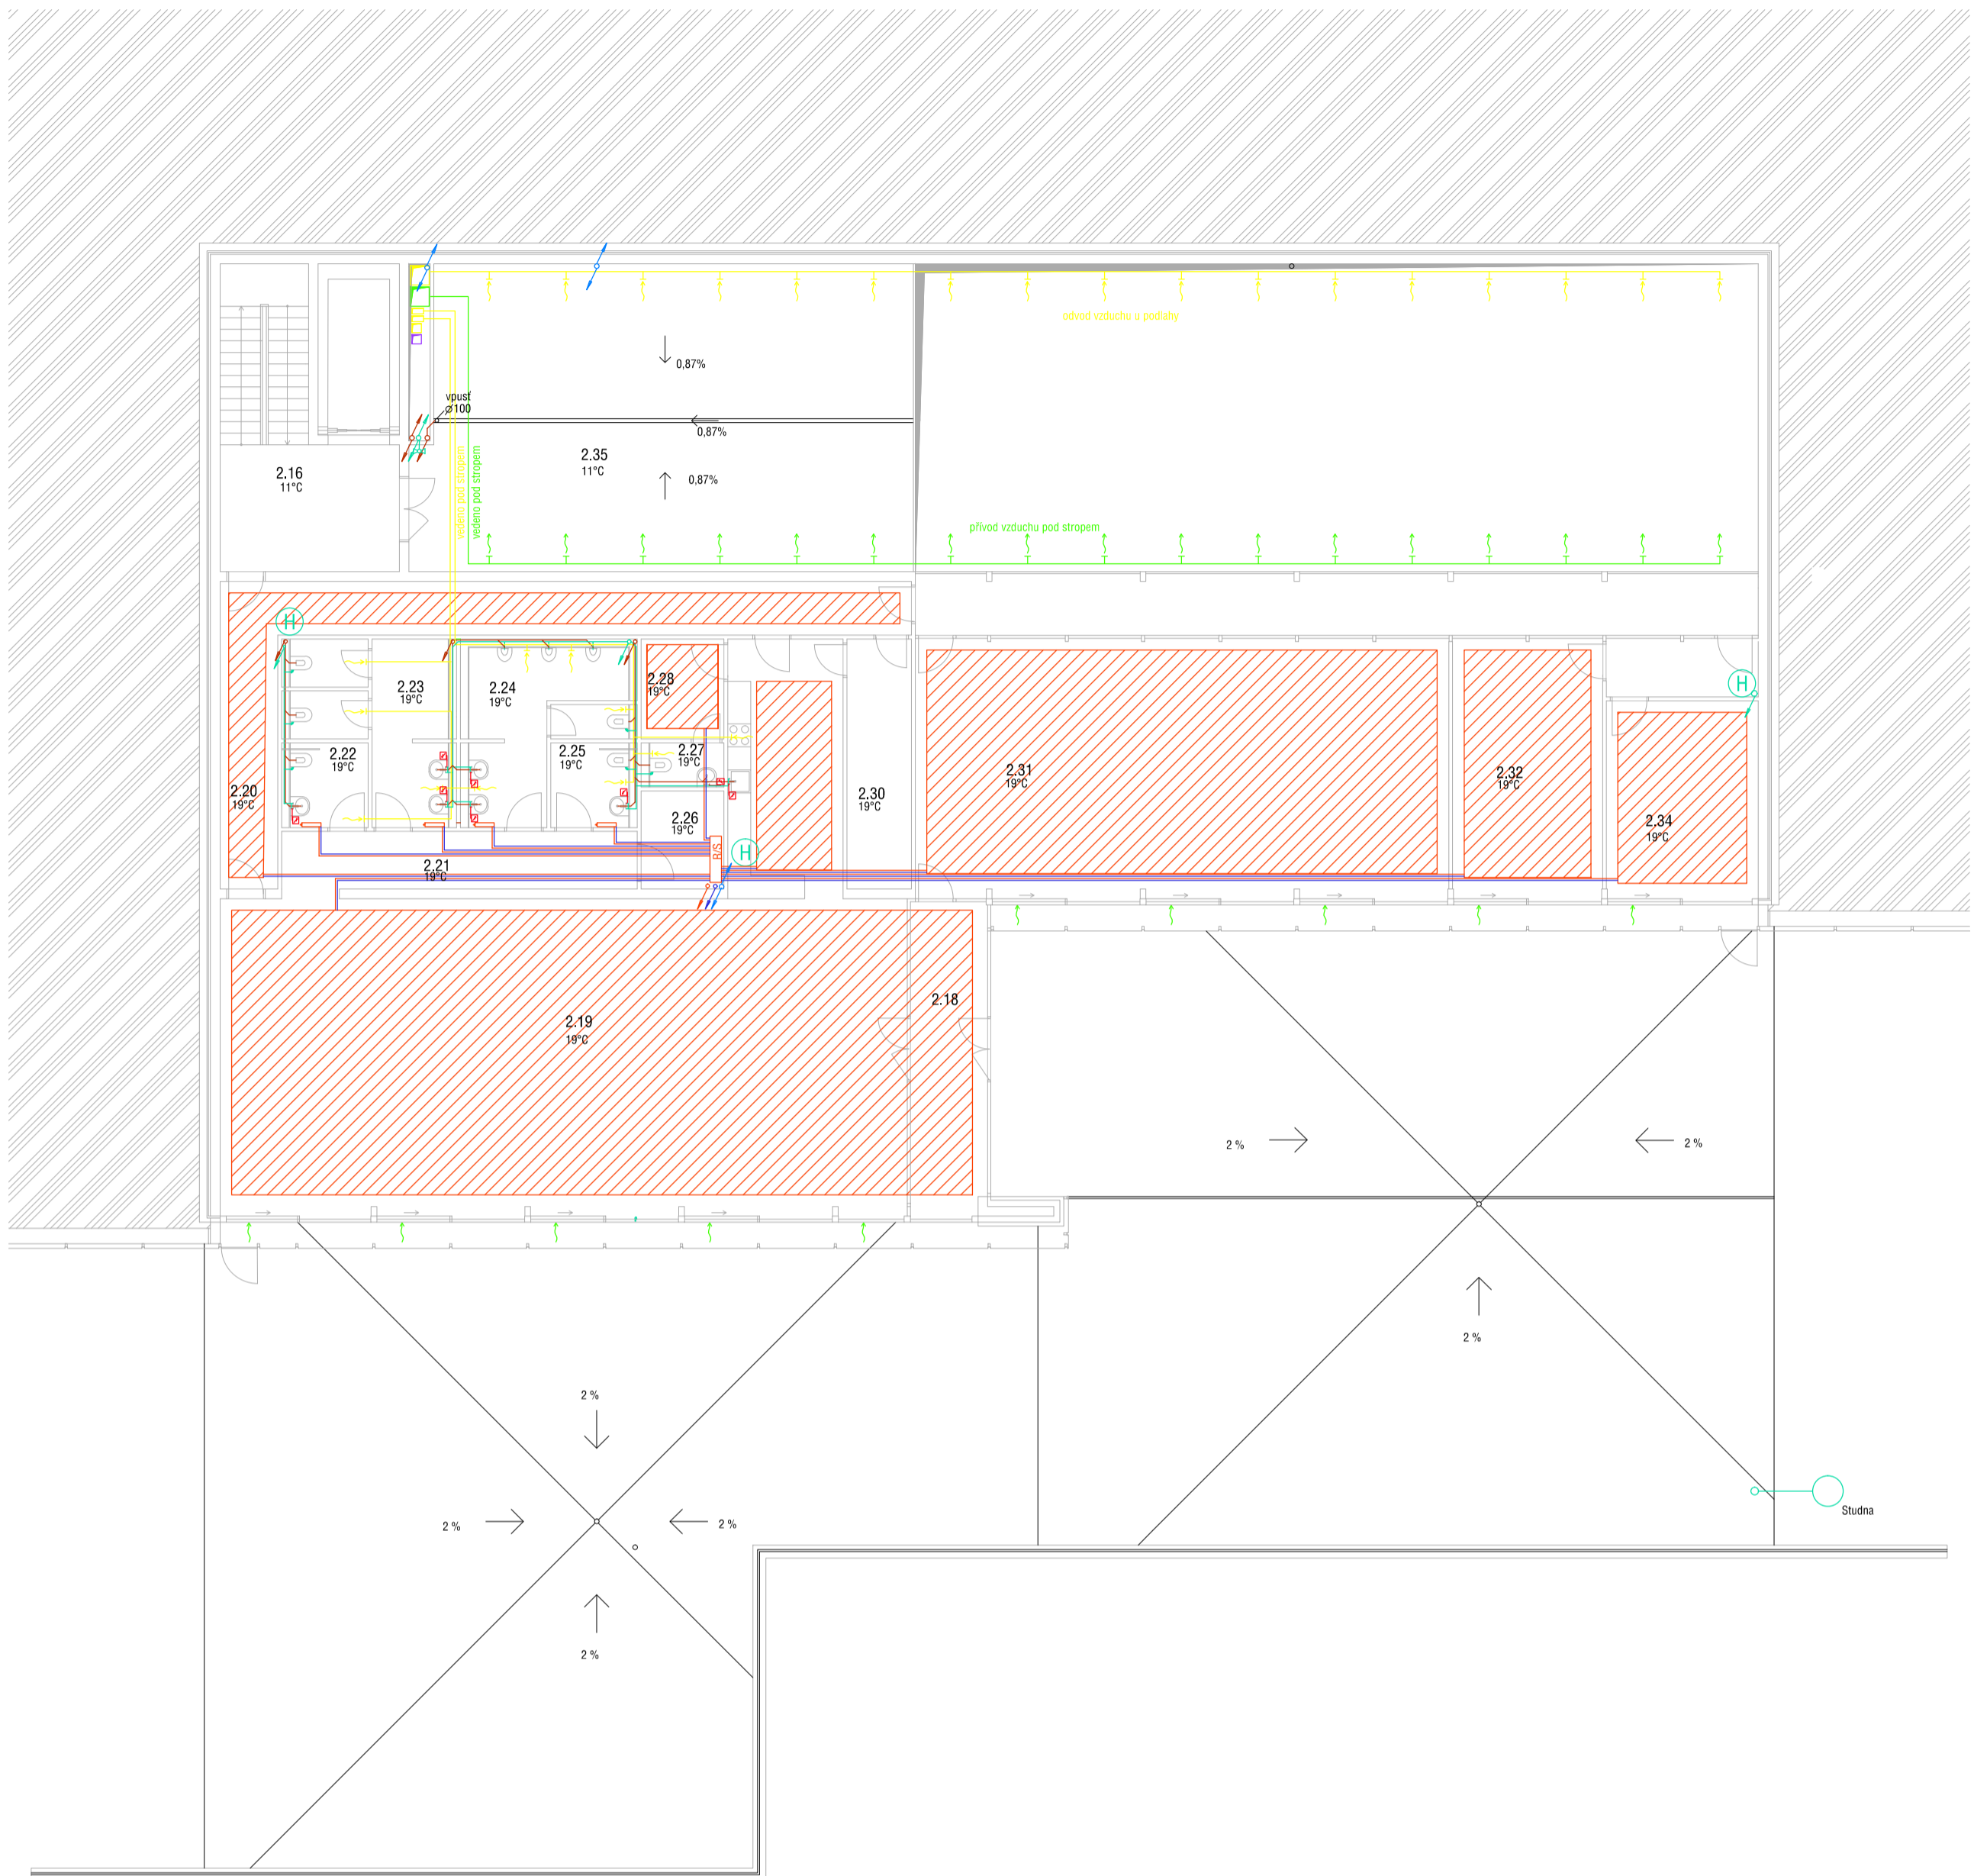 odvod vzduchu u podlahy
0,87%
vpusť
Ø100
0,87%
2.35
11°C
2.16
11°C
0,87%
vedeno pod stropem
vedeno pod stropem
přívod vzduchu pod stropem
H
2.28
19°C
2.23
19°C
2.24
19°C
H
2.22
19°C
2.25
19°C
2.27
19°C
2.31
19°C
2.32
19°C
2.20
19°C
2.30
19°C
2.26
19°C
2.34
19°C
R/S
H
2.21
19°C
2.18
2.19
19°C
2 %
2 %
2 %
2 %
2 %
2 %
2 %
Studna